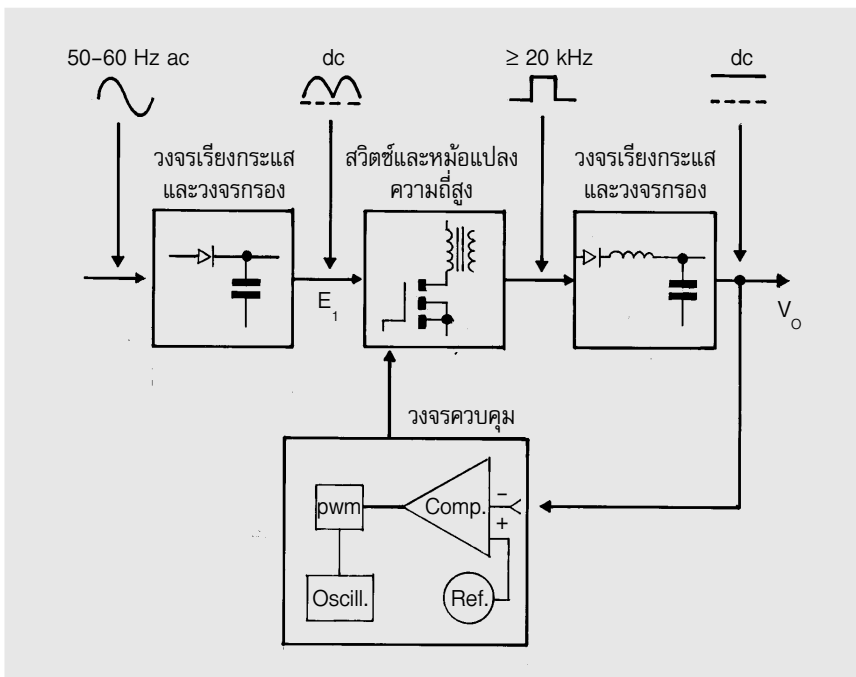 50-60 Hz ac
dc
≥ 20 kHz
dc
วงจรเรียงกระแส
และวงจรกรอง
สวิตซ์และหม้อแปลง
ความถี่สูง
วงจรเรียงกระแส
และวงจรกรอง
E₁
V₀
วงจรควบคุม
pwm
Comp.
-
+
Oscill.
Ref.